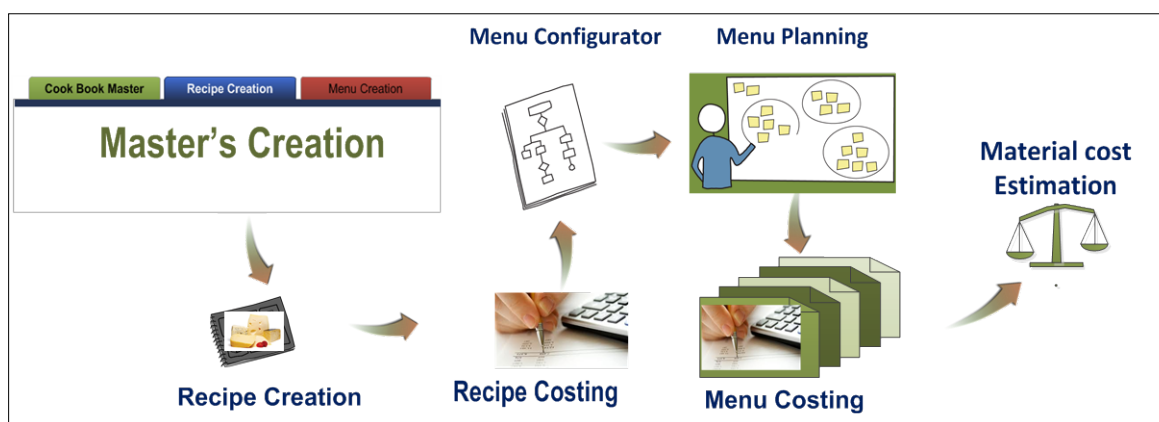 Menu Configurator
Menu Planning
Cook Book Master
Recipe Creation
Menu Creation
Master's Creation
Material cost
Estimation
Recipe Creation
Recipe Costing
Menu Costing